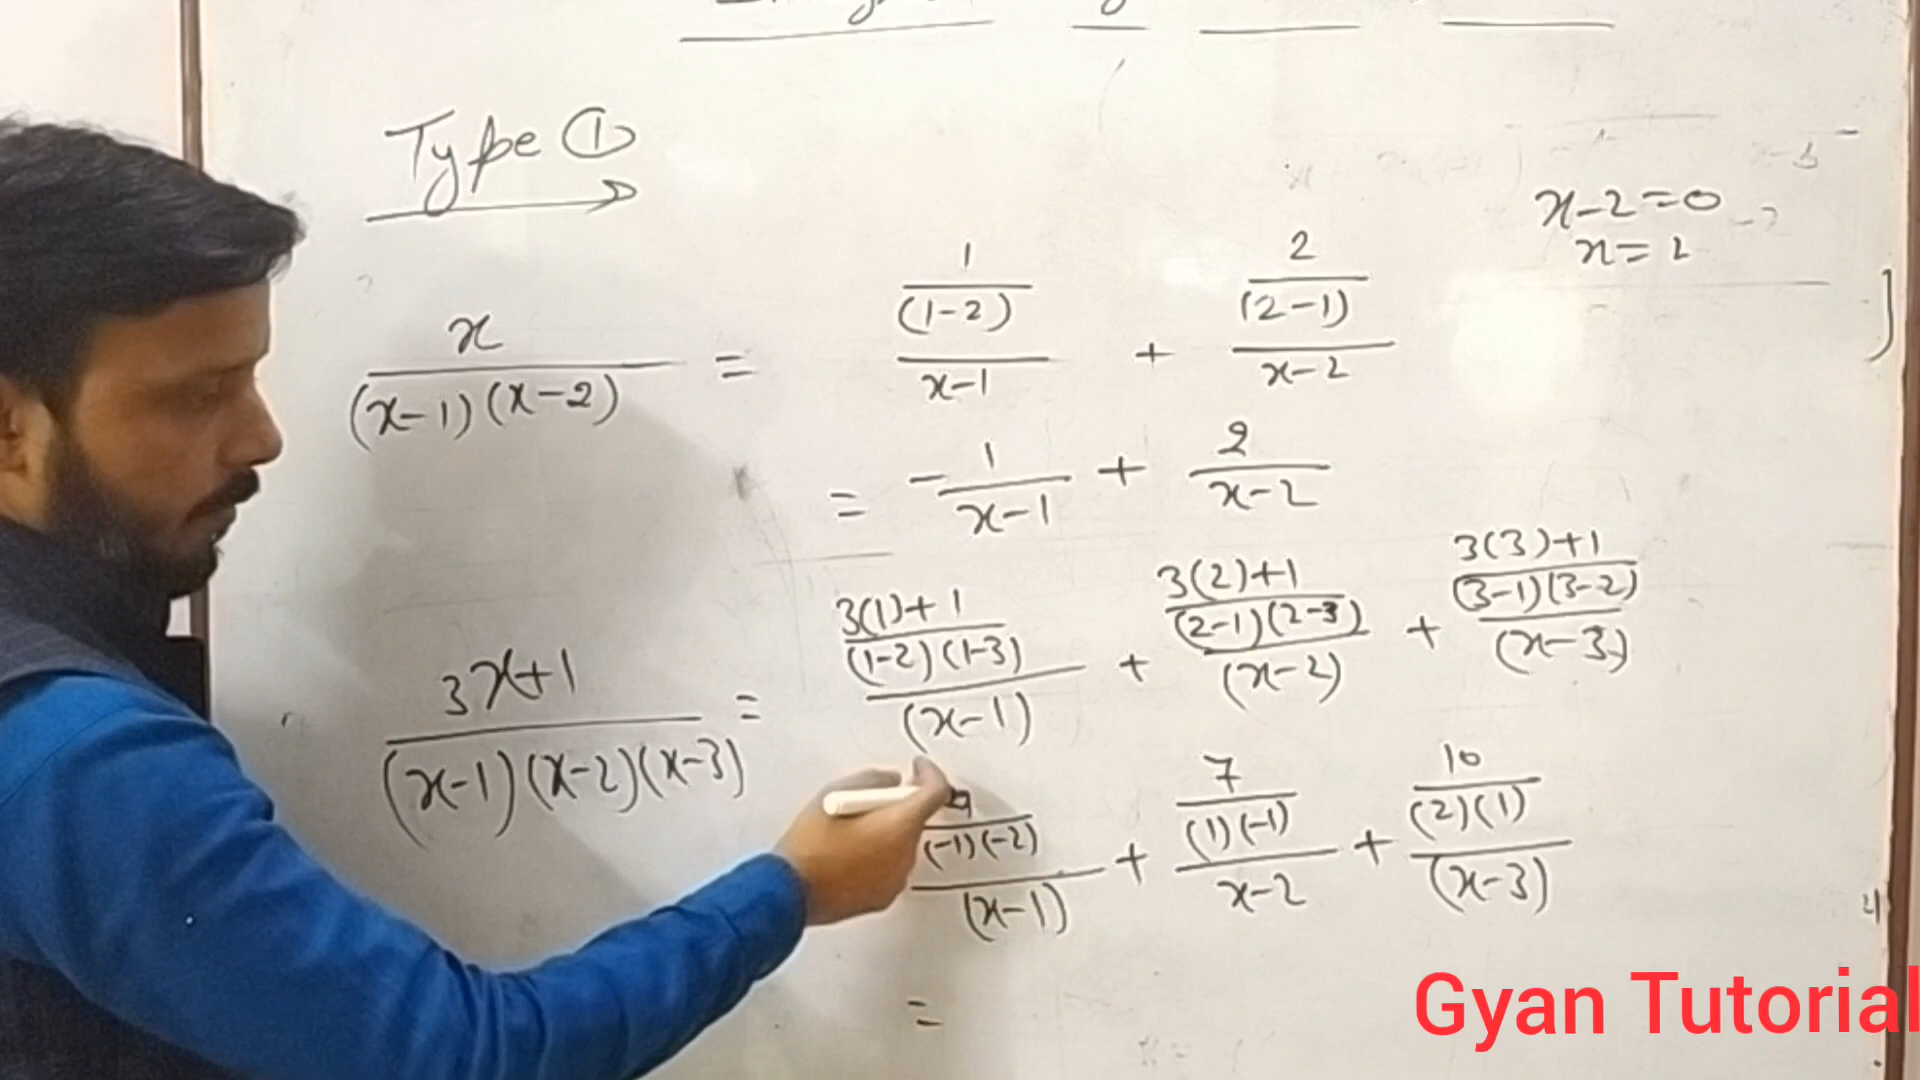 Type ①
x-2=0
x=2
x/((x-1)(x-2)) = (1/(1-2))/(x-1) + (2/(2-1))/(x-2)
= -1/(x-1) + 2/(x-2)
(3x+1)/((x-1)(x-2)(x-3)) = ((3(1)+1)/((1-2)(1-3)))/(x-1) + ((3(2)+1)/((2-1)(2-3)))/(x-2) + ((3(3)+1)/((3-1)(3-2)))/(x-3)
(4/((-1)(-2)))/(x-1) + (7/((1)(-1)))/(x-2) + (10/((2)(1)))/(x-3)
=
Gyan Tutorial